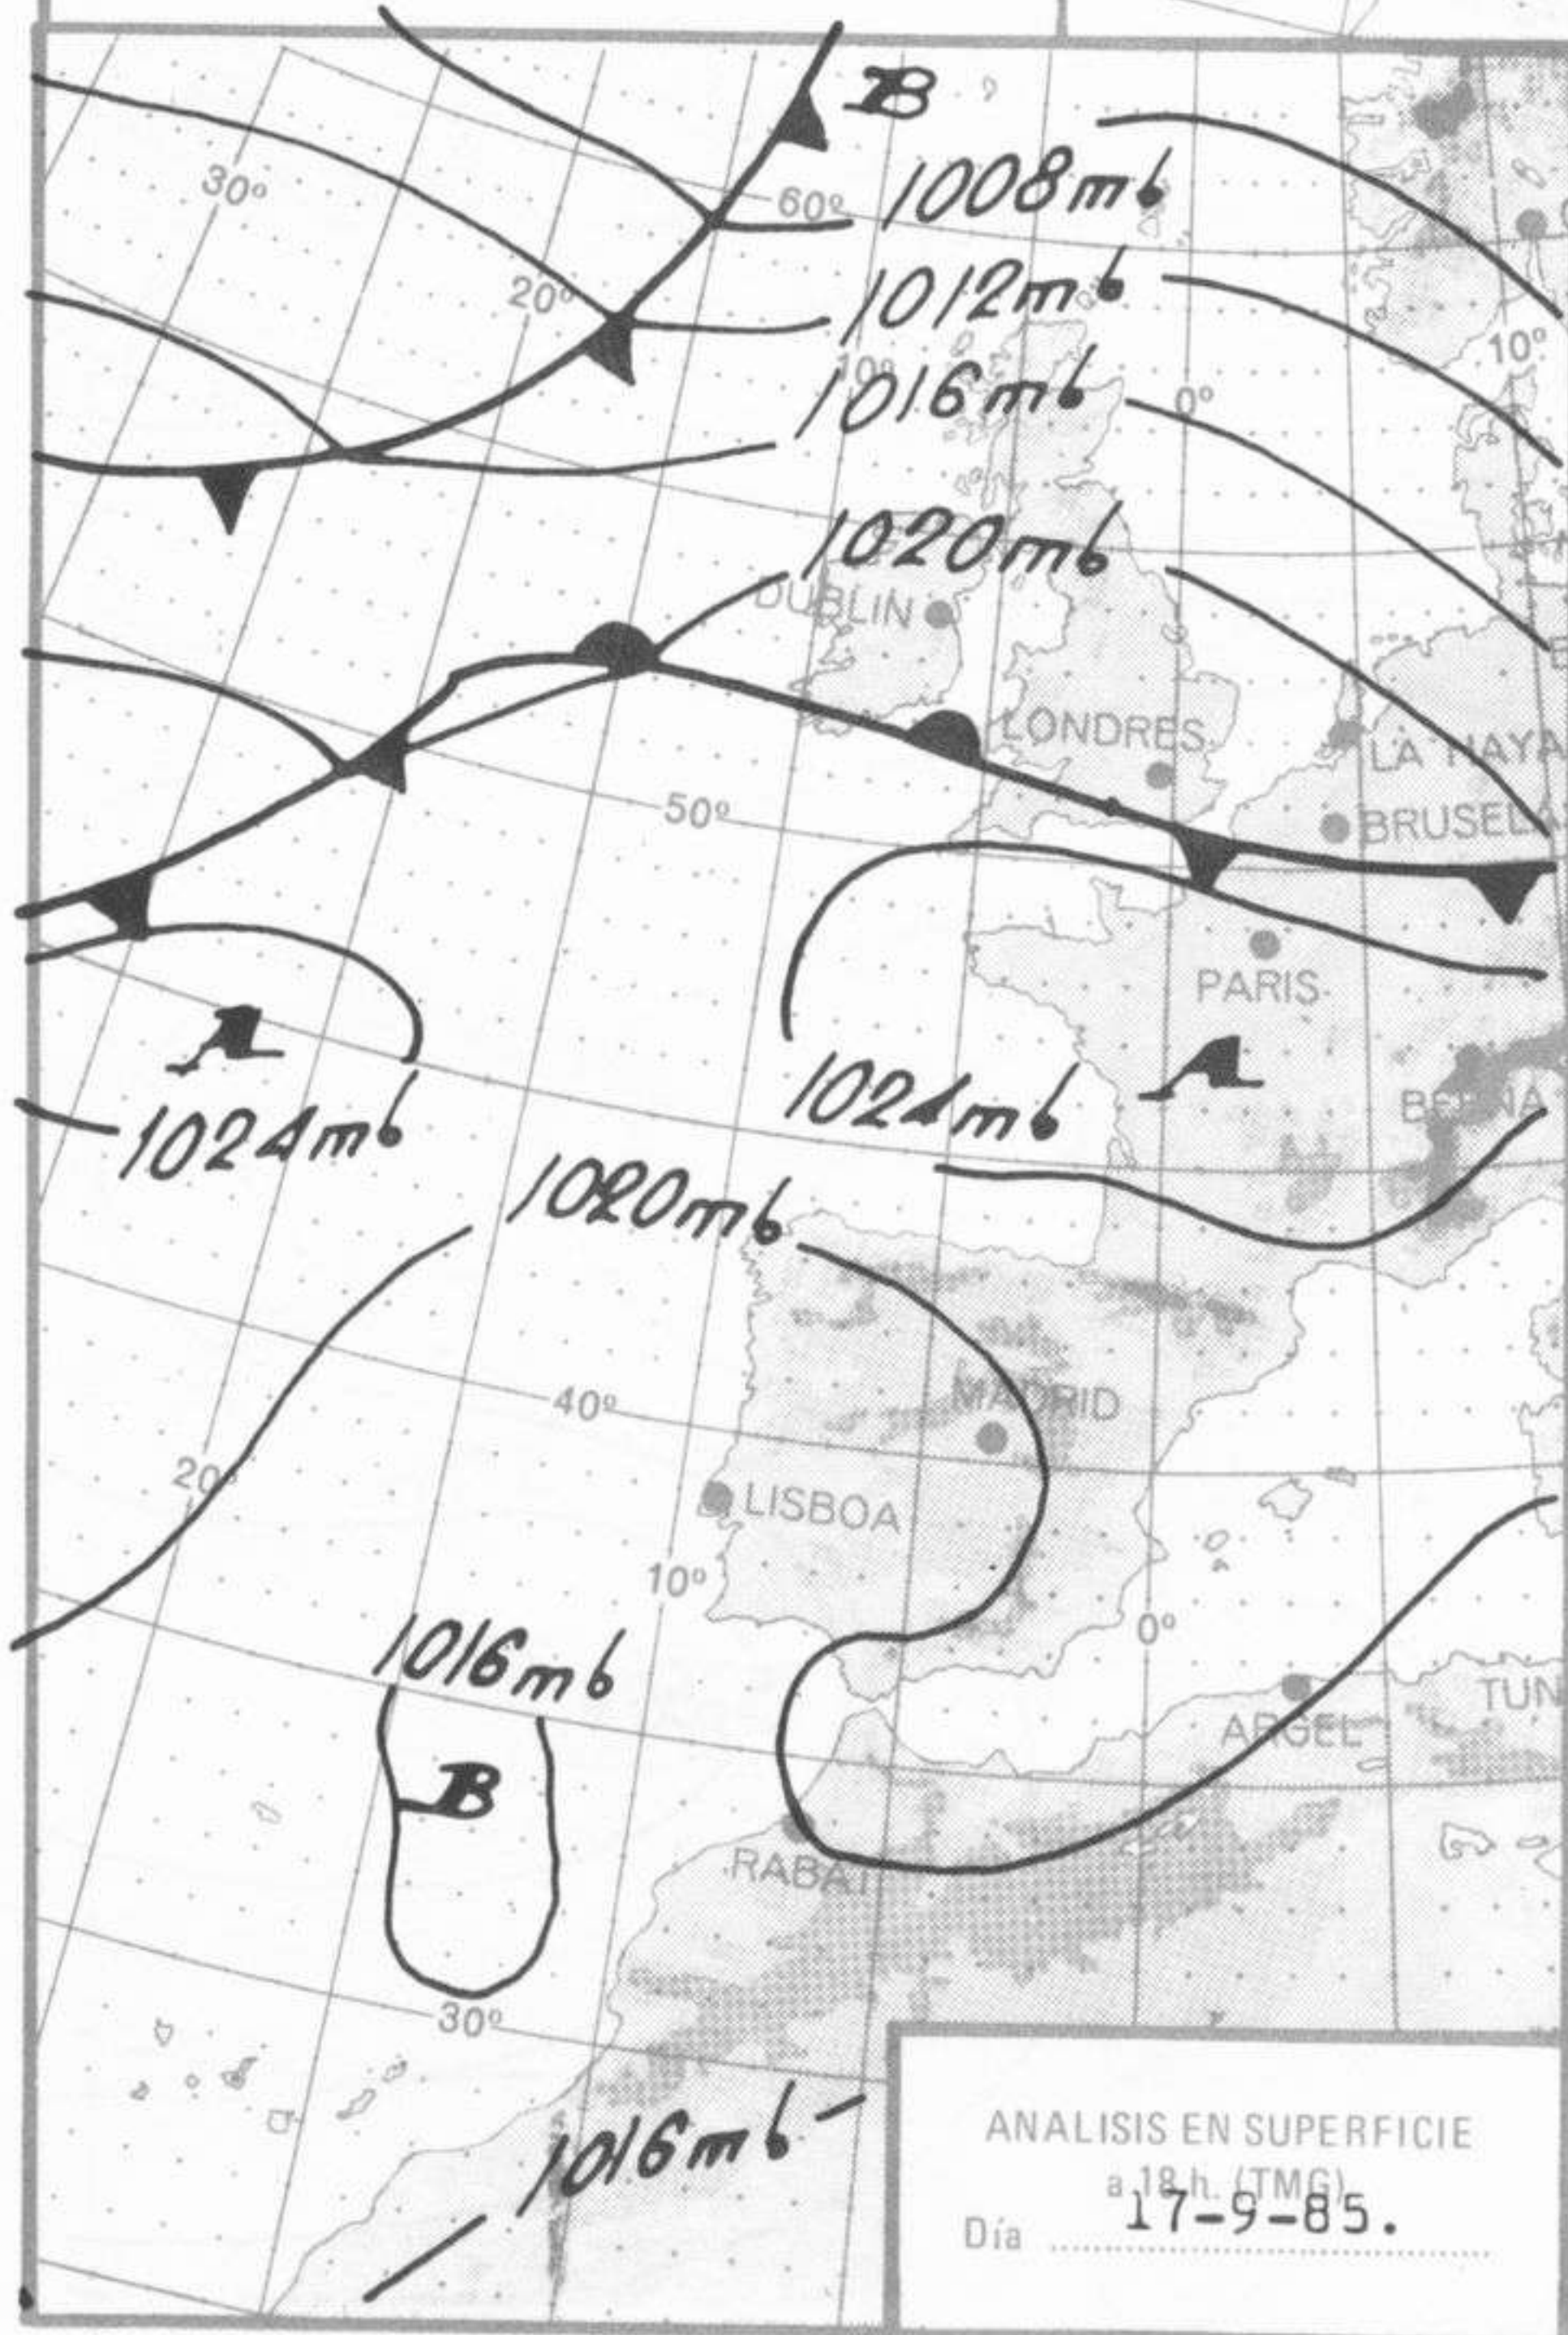 B
1008mb
30º
60º
20º
1012mb
10º
10º
1016mb
0º
1020mb
DUBLIN
LONDRES
LA HAYA
50º
BRUSELA
PARIS
A
A
1024mb
BERNA
1024mb
1020mb
MADRID
40º
20º
LISBOA
10º
0º
1016mb
TUN
ARGEL
B
RABAT
30º
1016mb
ANALISIS EN SUPERFICIE
a 18 h. (TMG)
Día 17-9-85.